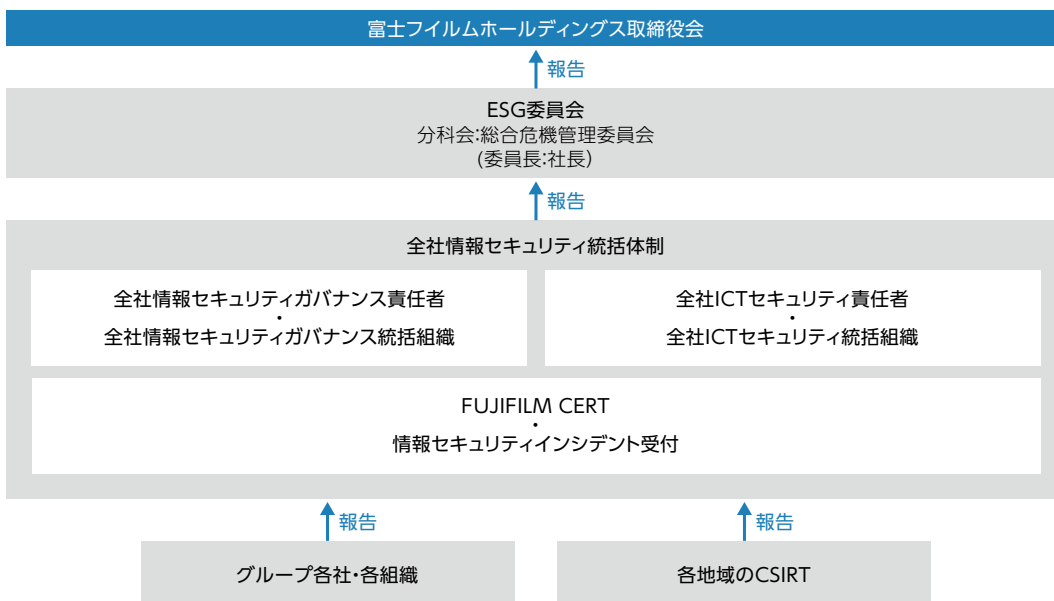 富士フイルムホールディングス取締役会
報告
ESG委員会
分科会:総合危機管理委員会
(委員長:社長)
報告
全社情報セキュリティ統括体制
全社情報セキュリティガバナンス責任者
・
全社情報セキュリティガバナンス統括組織
全社ICTセキュリティ責任者
・
全社ICTセキュリティ統括組織
FUJIFILM CERT
・
情報セキュリティインシデント受付
報告
報告
グループ各社・各組織
各地域のCSIRT